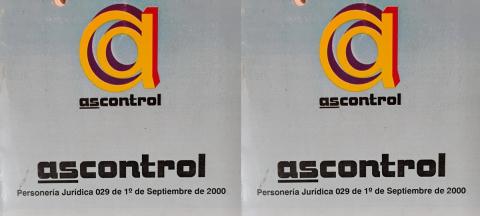 ascontrol
ascontrol
Personería Jurídica 029 de 1º de Septiembre de 2000
ascontrol
ascontrol
Personería Jurídica 029 de 1º de Septiembre de 2000